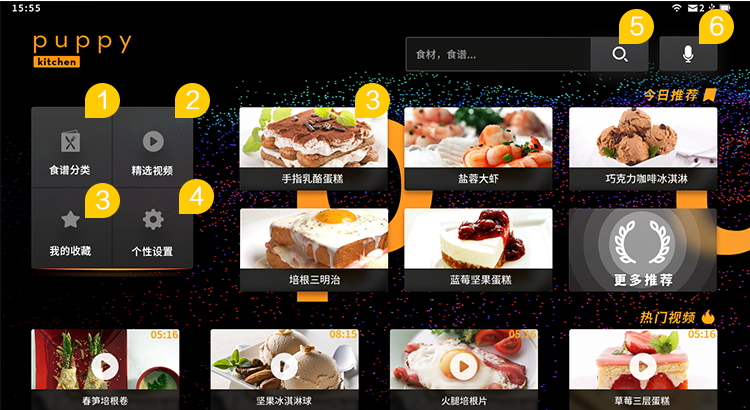 15:55
2
5
6
puppy
kitchen
食材，食谱...
今日推荐
1
2
3
食谱分类
精选视频
手指乳酪蛋糕
盐蓉大虾
巧克力咖啡冰淇淋
3
4
我的收藏
个性设置
培根三明治
蓝莓坚果蛋糕
更多推荐
热门视频
05:16
08:15
05:16
05:16
春笋培根卷
坚果冰淇淋球
火腿培根片
草莓三层蛋糕